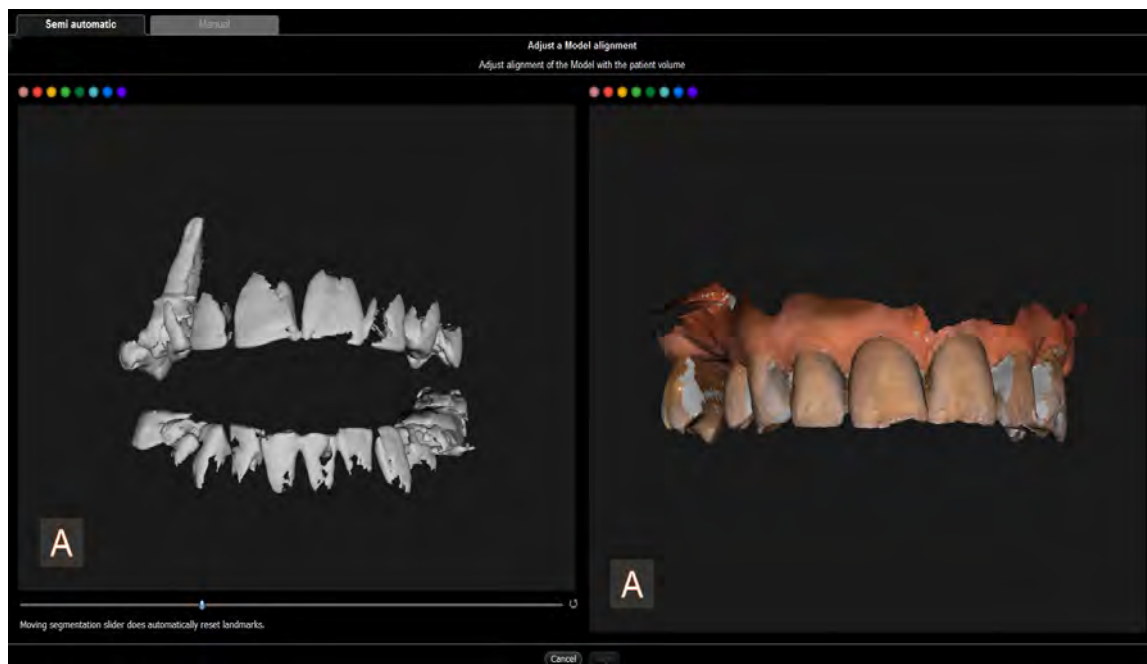 Semi automatic
Manual
Adjust a Model alignment
Adjust alignment of the Model with the patient volume
A
A
Moving segmentation slider does automatically reset landmarks.
Cancel